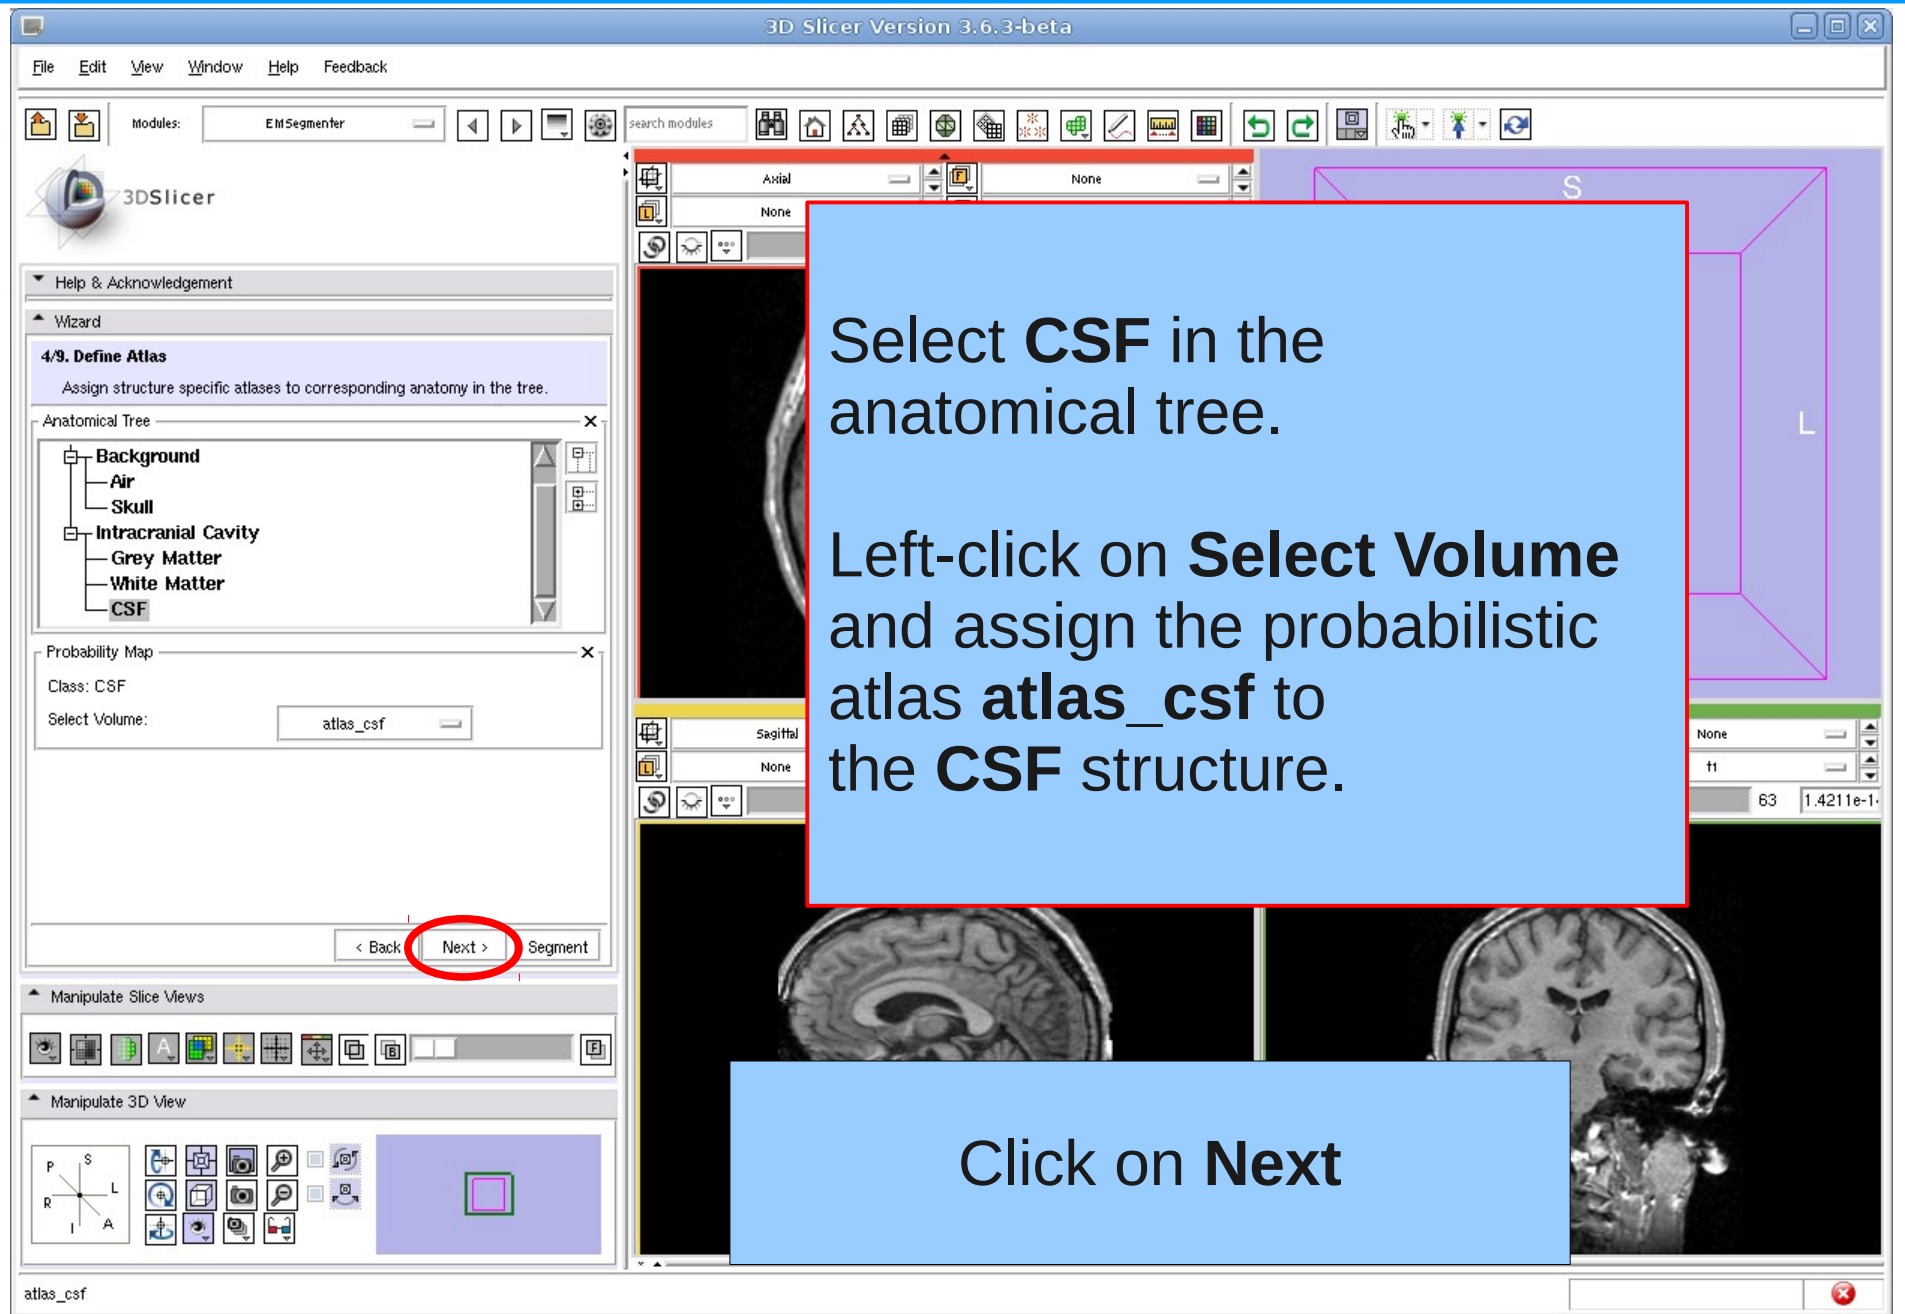 3D Slicer Version 3.6.3-beta
File Edit View Window Help Feedback
Modules: EMSegmenter search modules
3DSlicer
Help & Acknowledgement
Wizard
4/9. Define Atlas
Assign structure specific atlases to corresponding anatomy in the tree.
Anatomical Tree
Background
Air
Skull
Intracranial Cavity
Grey Matter
White Matter
CSF
Probability Map
Class: CSF
Select Volume: atlas_csf
< Back Next > Segment
Manipulate Slice Views
A B F
Manipulate 3D View
P S
R L
I A
atlas_csf
Axial F None
L None
S
L
Select CSF in the
anatomical tree.
Left-click on Select Volume
and assign the probabilistic
atlas atlas_csf to
the CSF structure.
Sagittal None
L None t1
63 1.4211e-1
Click on Next